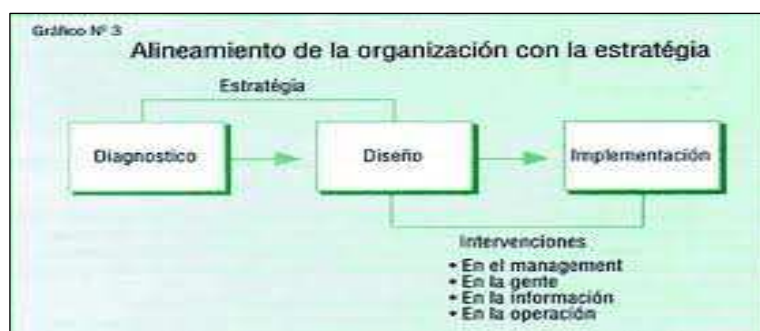 Gráfico Nº 3
Alineamiento de la organización con la estratégia
Estratégia
Diagnostico
Diseño
Implementación
Intervenciones
• En el management
• En la gente
• En la información
• En la operación